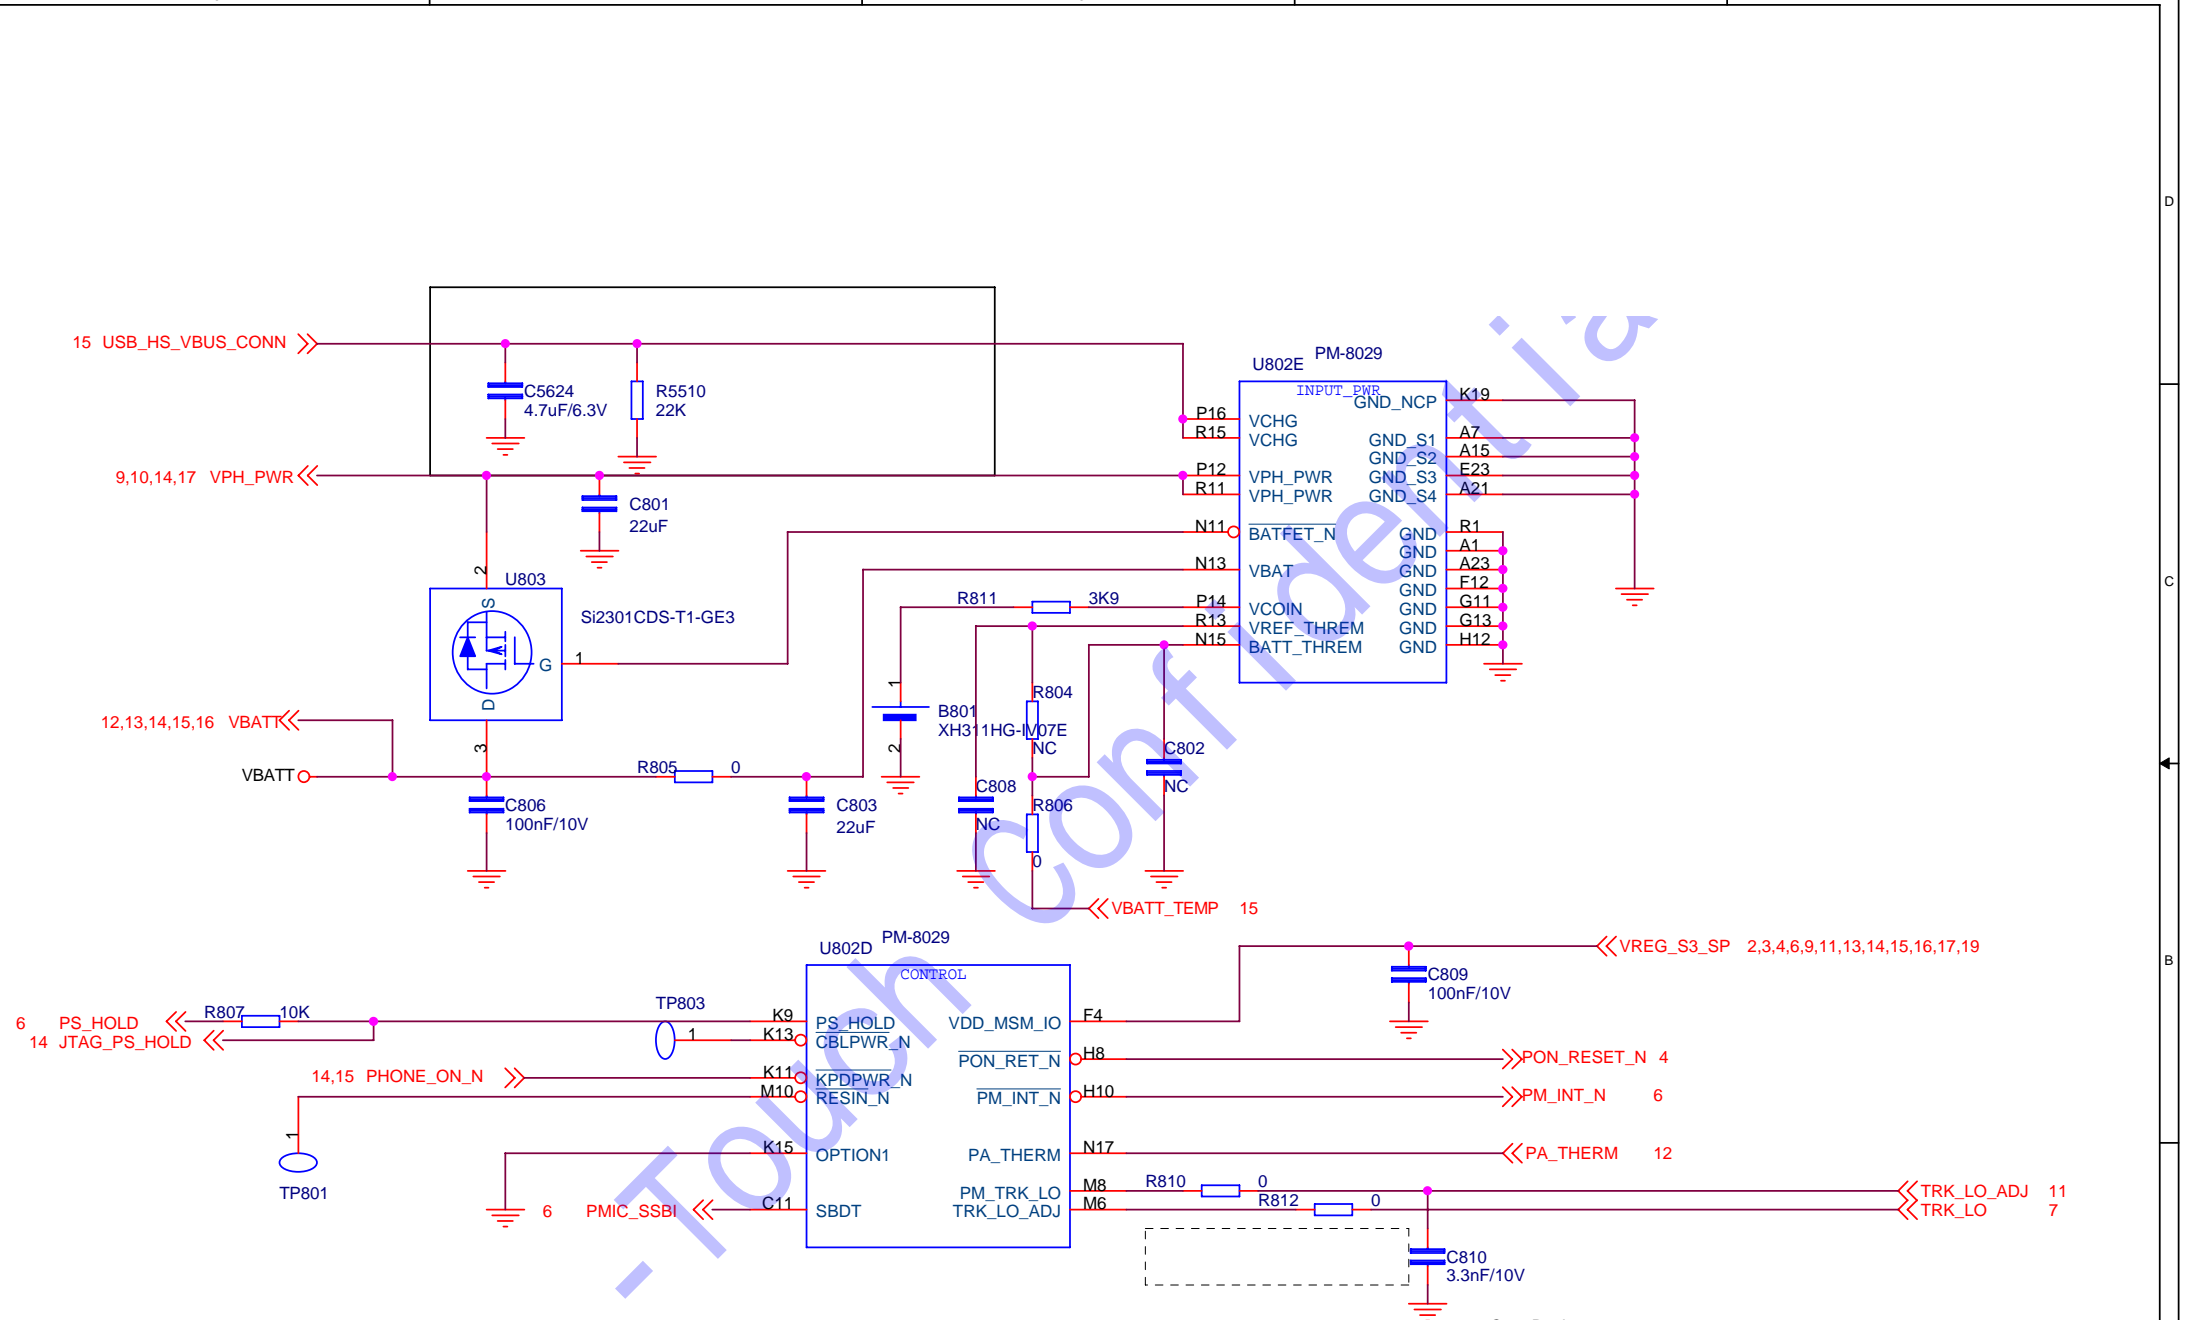 D
15 USB_HS_VBUS_CONN
C5624
4.7uF/6.3V
R5510
22K
9,10,14,17 VPH_PWR
C801
22uF
U802E
PM-8029
INPUT_PWR
P16 VCHG
R15 VCHG
P12 VPH_PWR
R11 VPH_PWR
N11 BATFET_N
N13 VBAT
P14 VCOIN
R13 VREF_THREM
N15 BATT_THREM
GND_NCP K19
GND_S1 A7
GND_S2 A15
GND_S3 E23
GND_S4 A21
GND R1
GND A1
GND A23
GND F12
GND G11
GND G13
GND H12
C
2
U803
S
Si2301CDS-T1-GE3
G 1
D
3
R811 3K9
12,13,14,15,16 VBATT
VBATT
R805 0
C806
100nF/10V
C803
22uF
1
B801
XH311HG-IV07E
2
R804
NC
C808
NC
R806
0
C802
NC
VBATT_TEMP 15
-Touch Confidentia
U802D
PM-8029
CONTROL
VREG_S3_SP 2,3,4,6,9,11,13,14,15,16,17,19
C809
100nF/10V
B
6 PS_HOLD
R807 10K
14 JTAG_PS_HOLD
TP803
1
14,15 PHONE_ON_N
1
TP801
6 PMIC_SSBI
K9 PS_HOLD
K13 CBLPWR_N
K11 KPDPWR_N
M10 RESIN_N
K15 OPTION1
C11 SBDT
VDD_MSM_IO F4
PON_RET_N H8
PM_INT_N H10
PA_THERM N17
PM_TRK_LO M8
TRK_LO_ADJ M6
PON_RESET_N 4
PM_INT_N 6
PA_THERM 12
R810 0
R812 0
TRK_LO_ADJ 11
TRK_LO 7
C810
3.3nF/10V